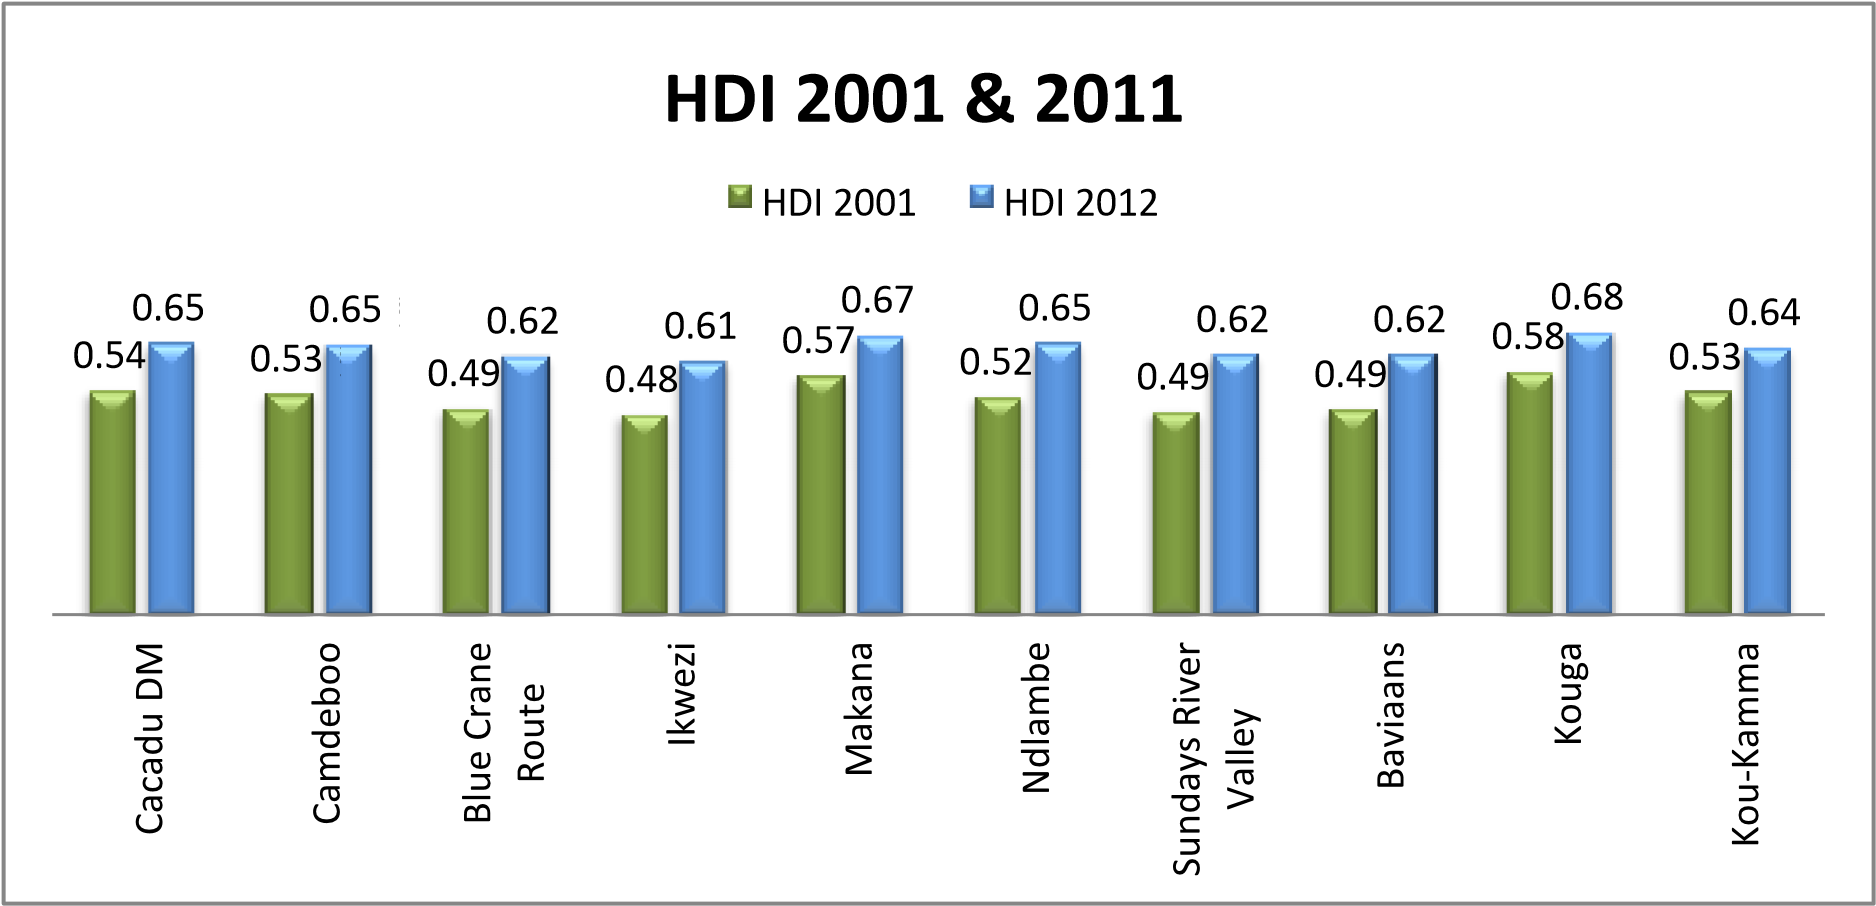 HDI 2001 & 2011
HDI 2001
HDI 2012
0.54
0.65
0.53
0.65
0.49
0.62
0.48
0.61
0.57
0.67
0.52
0.65
0.49
0.62
0.49
0.62
0.58
0.68
0.53
0.64
Cacadu DM
Camdeboo
Blue Crane
Route
Ikwezi
Makana
Ndlambe
Sundays River
Valley
Baviaans
Kouga
Kou-Kamma